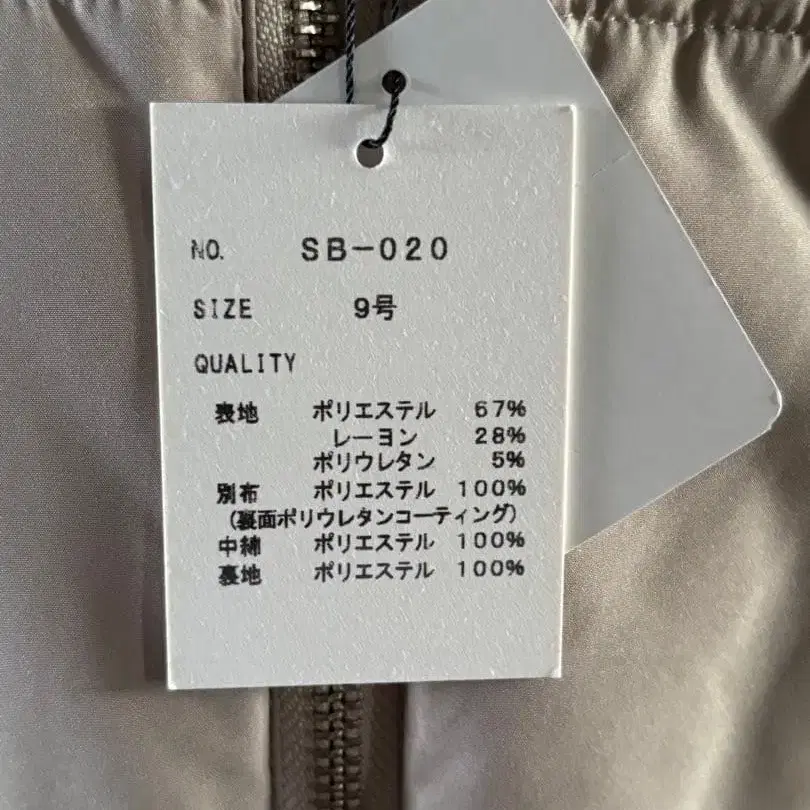 NO. SB-020
SIZE 9号
QUALITY
表地 ポリエステル 67%
レーヨン 28%
ポリウレタン 5%
別布 ポリエステル 100%
(裏面ポリウレタンコーティング)
中綿 ポリエステル 100%
裏地 ポリエステル 100%